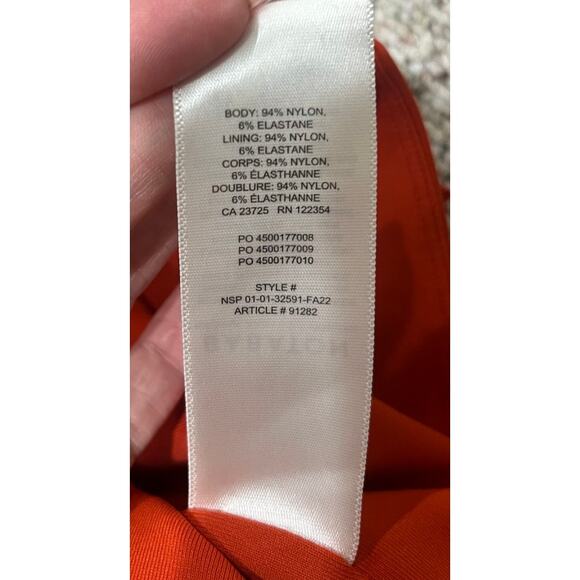 BODY: 94% NYLON,
6% ELASTANE
LINING: 94% NYLON,
6% ELASTANE
CORPS: 94% NYLON,
6% ÉLASTHANNE
DOUBLURE: 94% NYLON,
6% ÉLASTHANNE
CA 23725 RN 122354
PO 4500177008
PO 4500177009
PO 4500177010
STYLE #
NSP 01-01-32591-FA22
ARTICLE # 91282